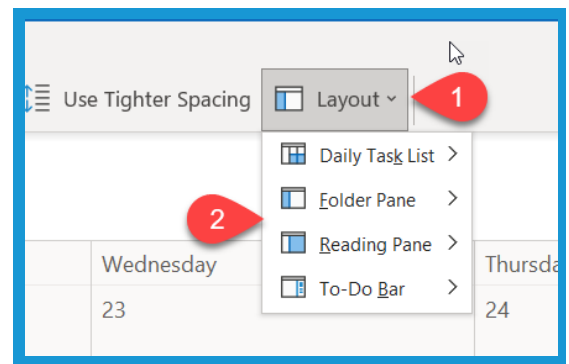 Use Tighter Spacing Layout 1
Daily Task List
Folder Pane
2
Reading Pane
To-Do Bar
Wednesday Thursda
23 24